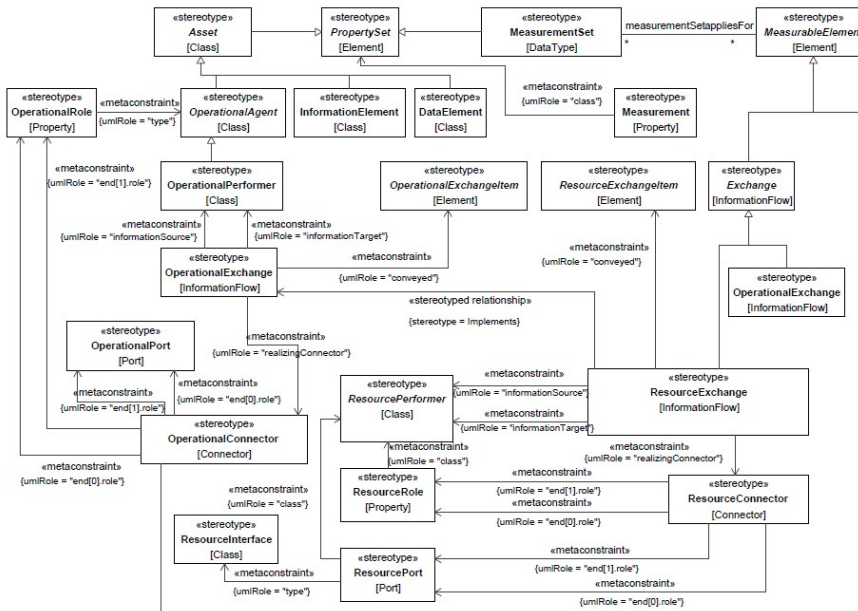 «stereotype»
Asset
[Class]
«stereotype»
PropertySet
[Element]
«stereotype»
MeasurementSet
[DataType]
measurementSetappliesFor
*
*
«stereotype»
MeasurableElement
[Element]
«stereotype»
OperationalRole
[Property]
«metaconstraint»
{umlRole = "type"}
«stereotype»
OperationalAgent
[Class]
«stereotype»
InformationElement
[Class]
«stereotype»
DataElement
[Class]
«metaconstraint»
{umlRole = "class"}
«stereotype»
Measurement
[Property]
«metaconstraint»
{umlRole = "end[1].role"}
«stereotype»
OperationalPerformer
[Class]
«stereotype»
OperationalExchangeItem
[Element]
«stereotype»
ResourceExchangeItem
[Element]
«stereotype»
Exchange
[InformationFlow]
«metaconstraint»
{umlRole = "informationSource"}
«metaconstraint»
{umlRole = "informationTarget"}
«stereotype»
OperationalExchange
[InformationFlow]
«metaconstraint»
{umlRole = "conveyed"}
«metaconstraint»
{umlRole = "conveyed"}
«stereotype»
OperationalExchange
[InformationFlow]
«stereotyped relationship»
{stereotype = Implements}
«stereotype»
OperationalPort
[Port]
«metaconstraint»
{umlRole = "realizingConnector"}
«metaconstraint»
{umlRole = "end[1].role"}
«metaconstraint»
{umlRole = "end[0].role"}
«stereotype»
OperationalConnector
[Connector]
«stereotype»
ResourcePerformer
[Class]
«metaconstraint»
{umlRole = "informationSource"}
«metaconstraint»
{umlRole = "informationTarget"}
«stereotype»
ResourceExchange
[InformationFlow]
«metaconstraint»
{umlRole = "end[0].role"}
«metaconstraint»
{umlRole = "class"}
«metaconstraint»
{umlRole = "realizingConnector"}
«metaconstraint»
{umlRole = "class"}
«stereotype»
ResourceRole
[Property]
«metaconstraint»
{umlRole = "end[1].role"}
«metaconstraint»
{umlRole = "end[0].role"}
«stereotype»
ResourceConnector
[Connector]
«stereotype»
ResourceInterface
[Class]
«metaconstraint»
{umlRole = "type"}
«stereotype»
ResourcePort
[Port]
«metaconstraint»
{umlRole = "end[1].role"}
«metaconstraint»
{umlRole = "end[0].role"}